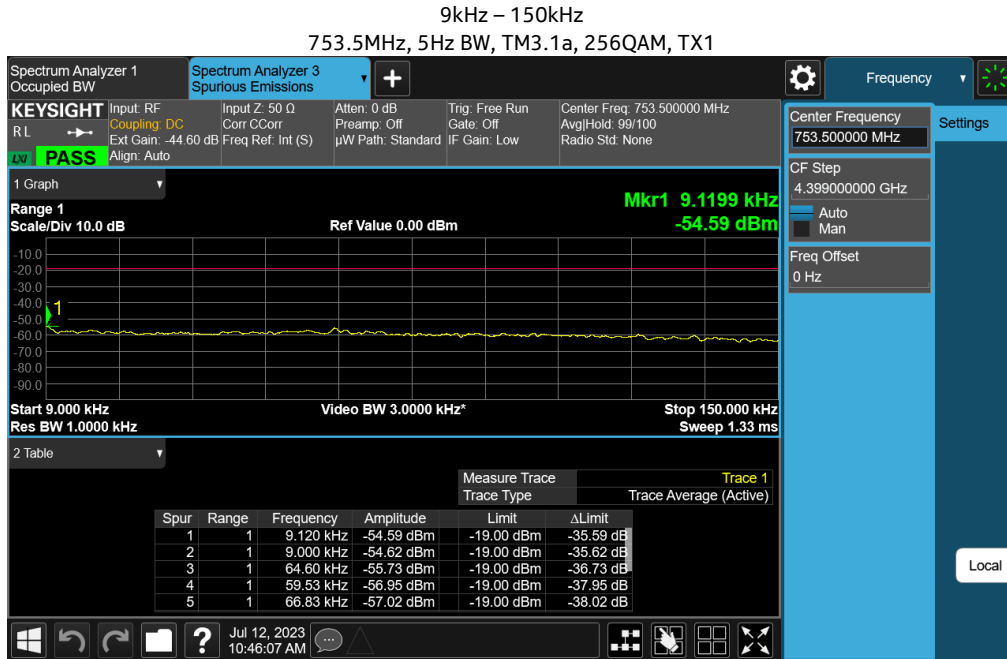 9kHz – 150kHz
753.5MHz, 5Hz BW, TM3.1a, 256QAM, TX1
Spectrum Analyzer 1
Occupied BW
Spectrum Analyzer 3
Spurious Emissions
Frequency
KEYSIGHT
RL
LXI PASS
Input: RF
Coupling: DC
Ext Gain: -44.60 dB
Align: Auto
Input Z: 50 Ω
Corr CCorr
Freq Ref: Int (S)
Atten: 0 dB
Preamp: Off
µW Path: Standard
Trig: Free Run
Gate: Off
IF Gain: Low
Center Freq: 753.500000 MHz
Avg|Hold: 99/100
Radio Std: None
Center Frequency
753.500000 MHz
Settings
CF Step
4.399000000 GHz
Auto
Man
Freq Offset
0 Hz
Local
1 Graph
Range 1
Scale/Div 10.0 dB
Ref Value 0.00 dBm
Mkr1 9.1199 kHz
-54.59 dBm
-10.0
-20.0
-30.0
-40.0
1
-50.0
-60.0
-70.0
-80.0
-90.0
Start 9.000 kHz
Video BW 3.0000 kHz*
Stop 150.000 kHz
Res BW 1.0000 kHz
Sweep 1.33 ms
2 Table
Measure Trace Trace 1
Trace Type Trace Average (Active)
Spur Range Frequency Amplitude Limit ΔLimit
1 1 9.120 kHz -54.59 dBm -19.00 dBm -35.59 dB
2 1 9.000 kHz -54.62 dBm -19.00 dBm -35.62 dB
3 1 64.60 kHz -55.73 dBm -19.00 dBm -36.73 dB
4 1 59.53 kHz -56.95 dBm -19.00 dBm -37.95 dB
5 1 66.83 kHz -57.02 dBm -19.00 dBm -38.02 dB
Jul 12, 2023
10:46:07 AM